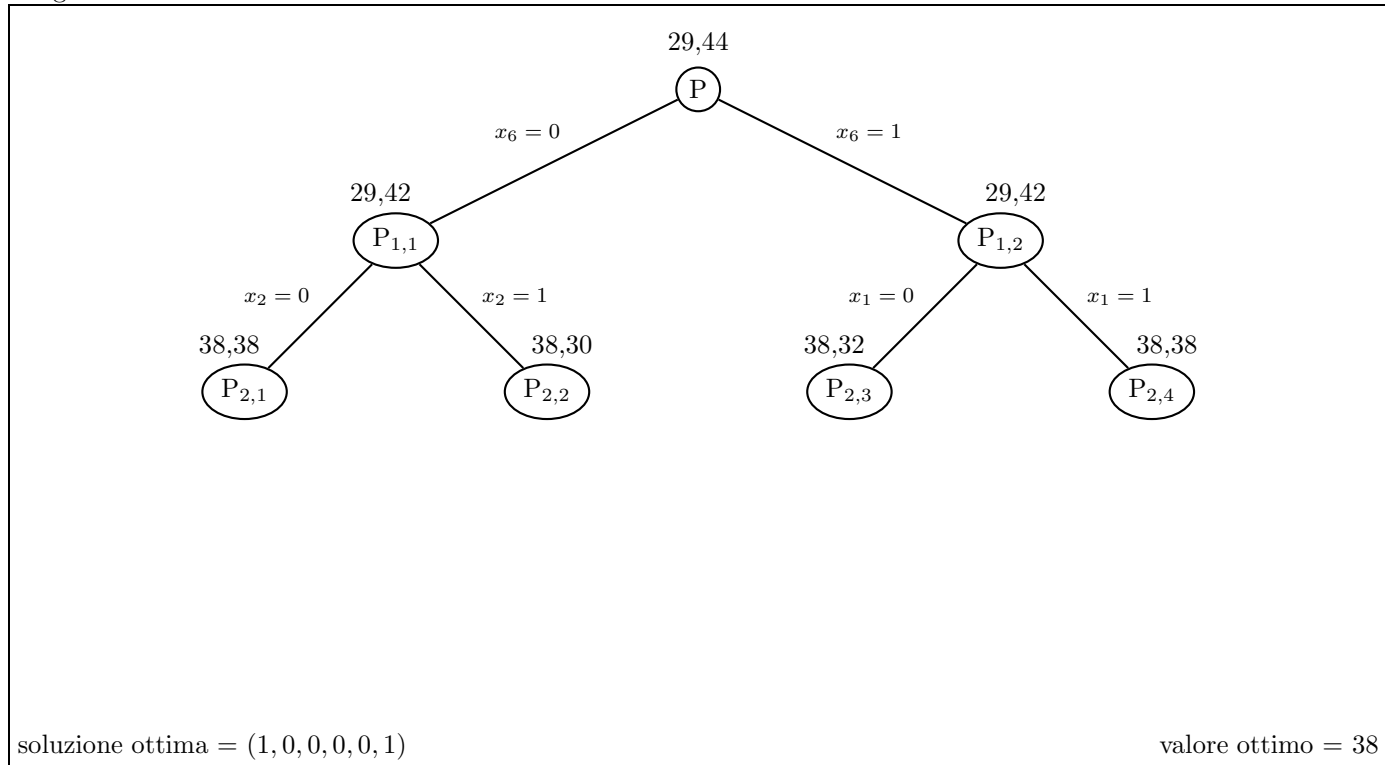 29,44
P
x₆ = 0
x₆ = 1
29,42
29,42
P₁,₁
P₁,₂
x₂ = 0
x₂ = 1
x₁ = 0
x₁ = 1
38,38
38,30
38,32
38,38
P₂,₁
P₂,₂
P₂,₃
P₂,₄
soluzione ottima = (1, 0, 0, 0, 0, 1)
valore ottimo = 38